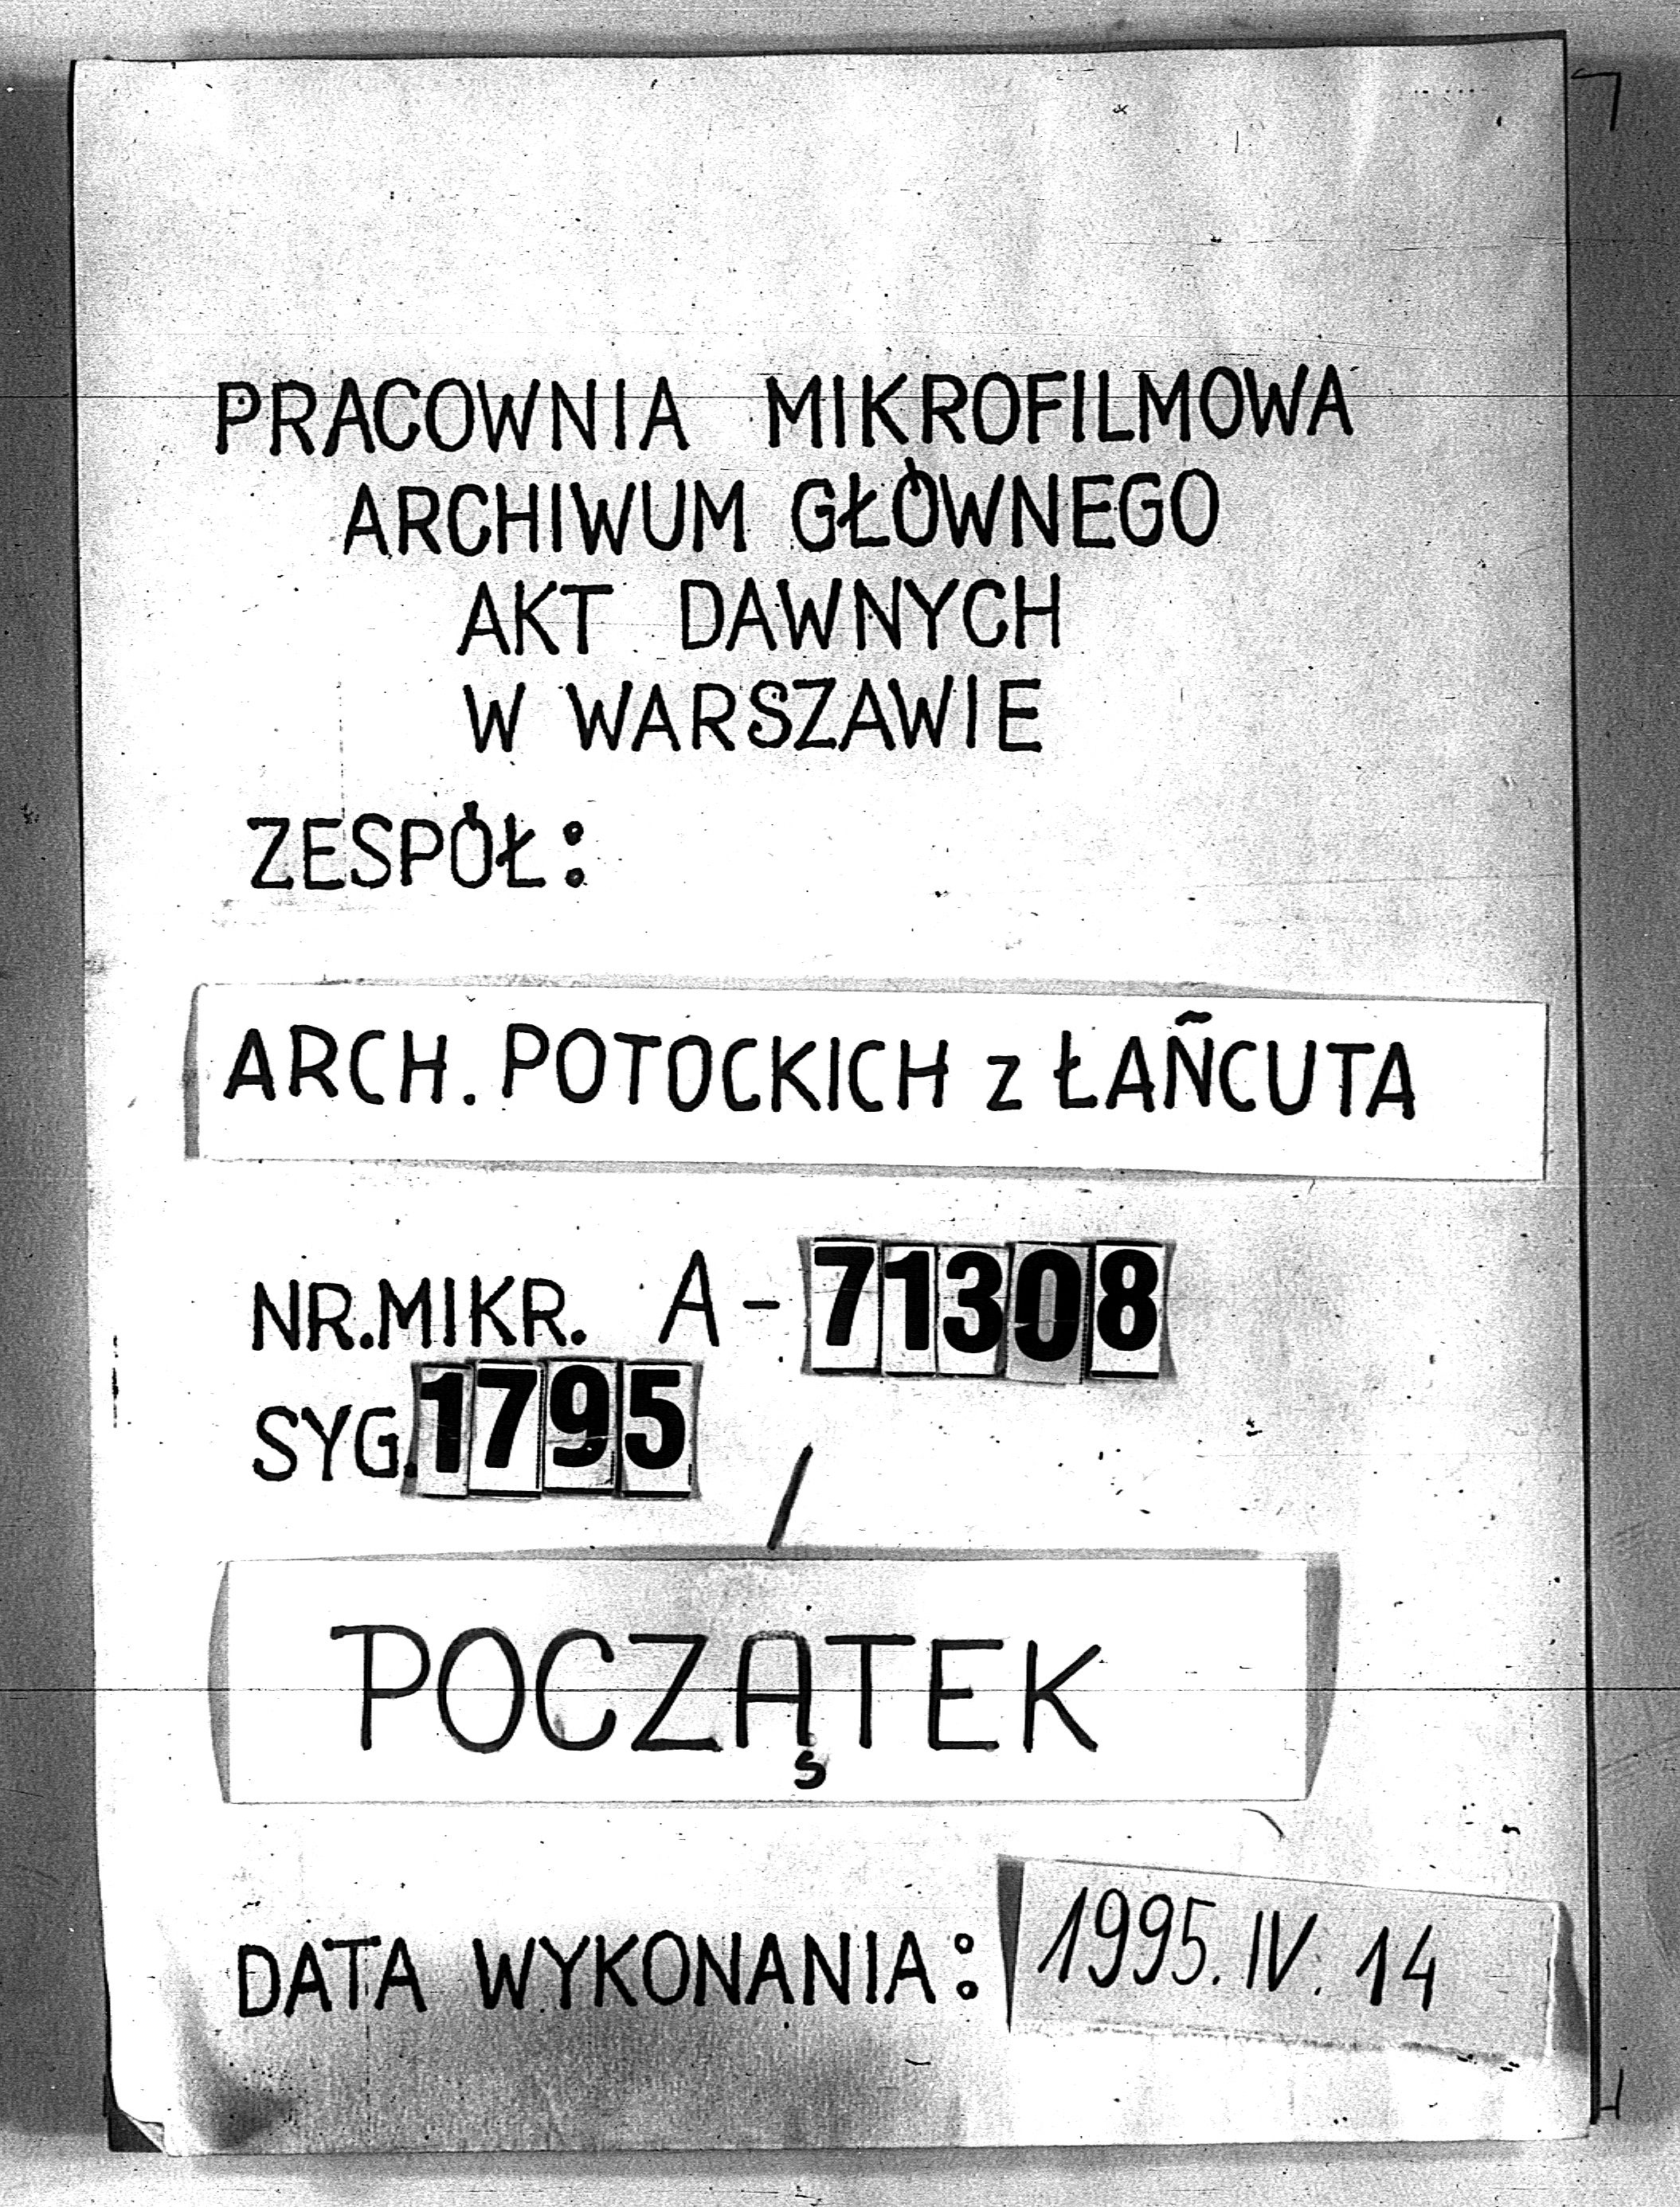 PRACOWNIA MIKROFILMOWA
ARCHIWUM GŁÓWNEGO
AKT DAWNYCH
W WARSZAWIE
ZESPÓŁ:
ARCH. POTOCKICH z ŁAŃCUTA
NR.MIKR. A-71308
SYG.1795
POCZĄTEK
DATA WYKONANIA: 1995.IV.14